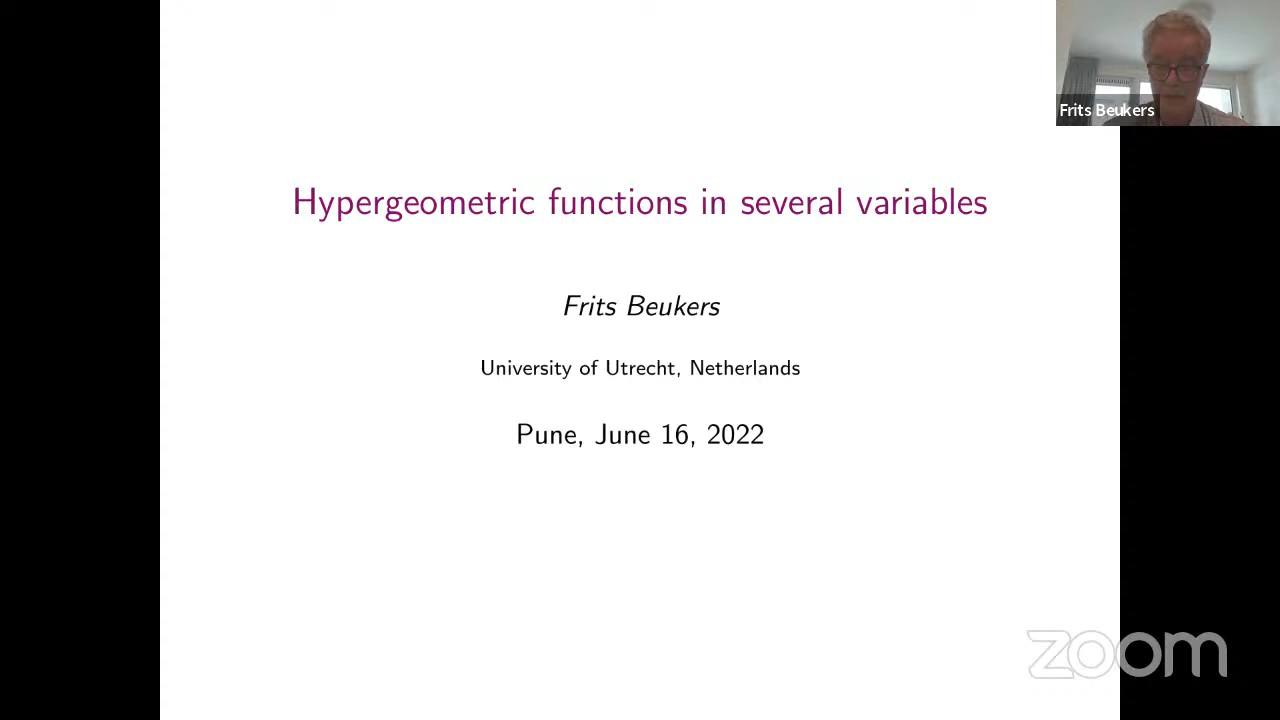 Frits Beukers
Hypergeometric functions in several variables
Frits Beukers
University of Utrecht, Netherlands
Pune, June 16, 2022
zoom